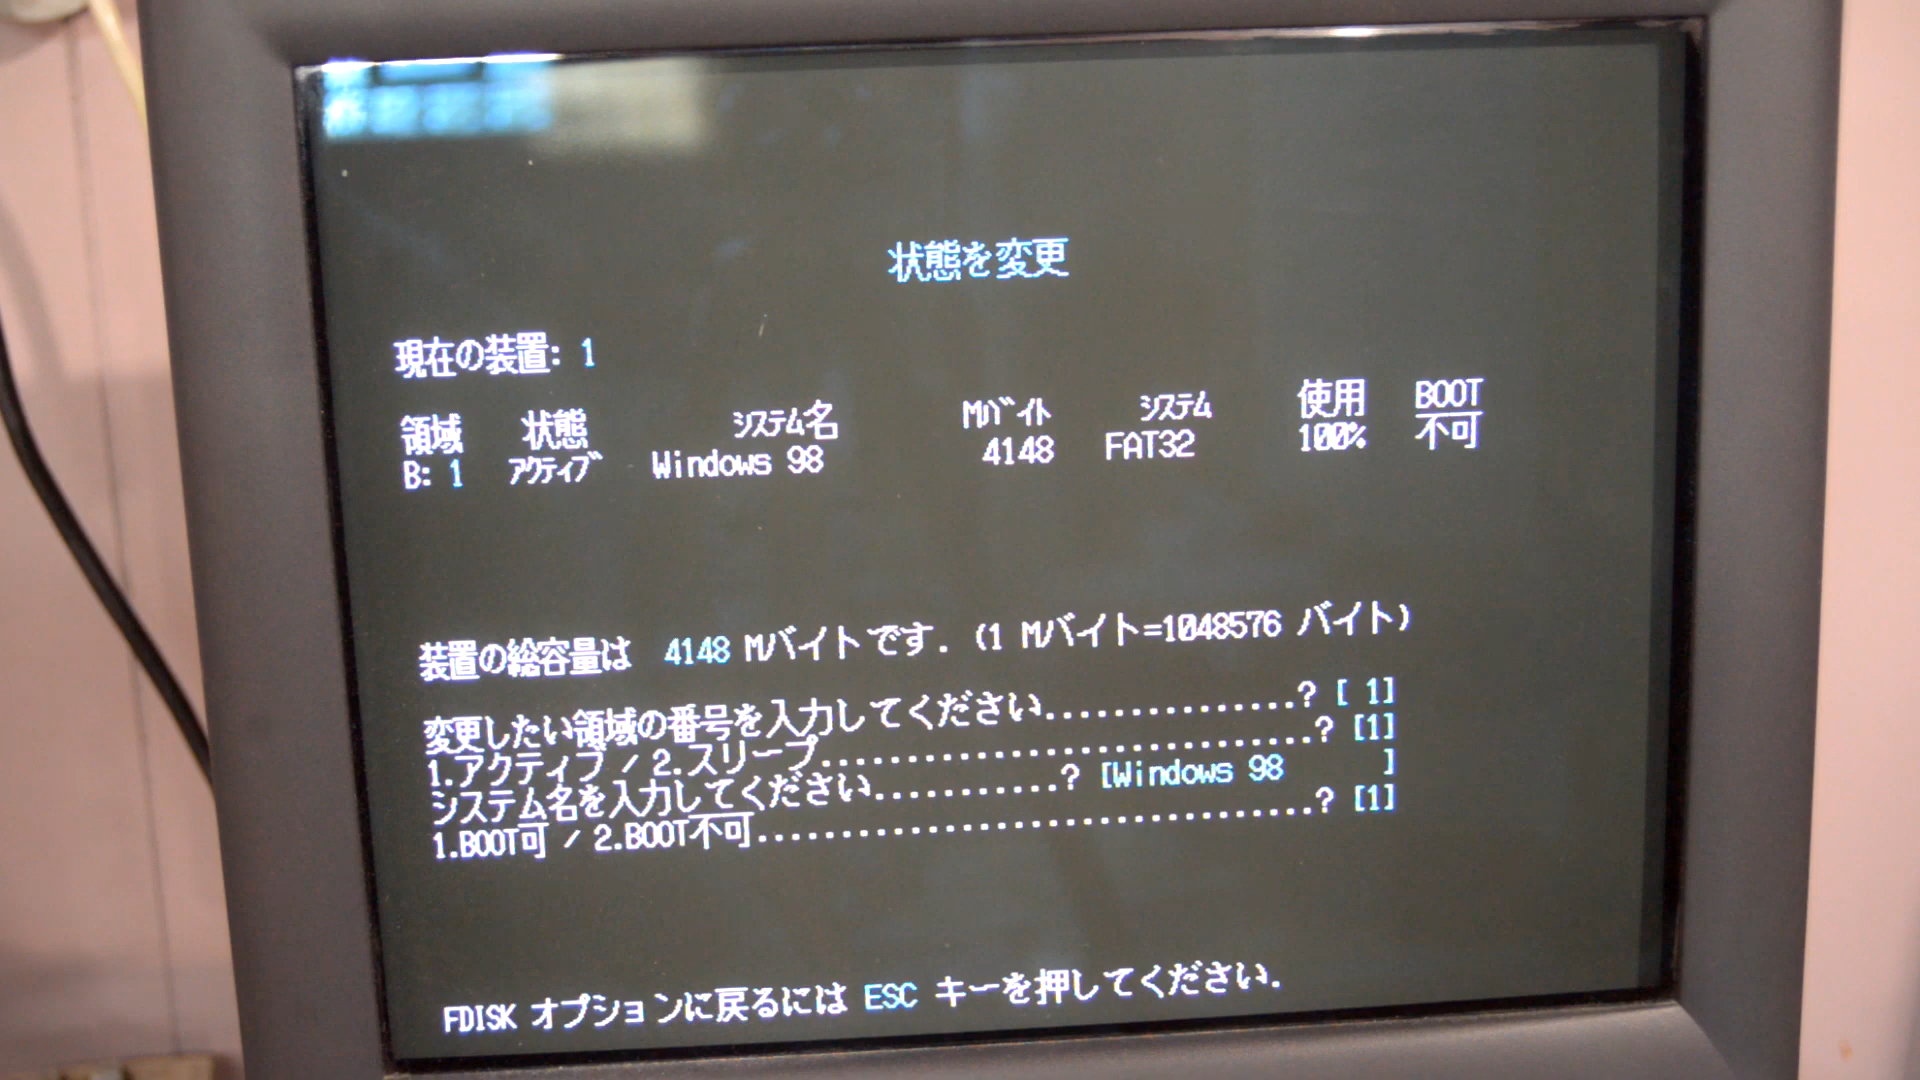 状態を変更
現在の装置: 1
領域 状態 システム名 Mバイト システム 使用 BOOT
B: 1 アクティブ Windows 98 4148 FAT32 100% 不可
装置の総容量は 4148 Mバイトです. (1 Mバイト=1048576 バイト)
変更したい領域の番号を入力してください...............? [ 1]
1.アクティブ / 2.スリープ.............................? [1]
システム名を入力してください...........? [Windows 98 ]
1.BOOT可 / 2.BOOT不可.................................? [1]
FDISK オプションに戻るには ESC キーを押してください.